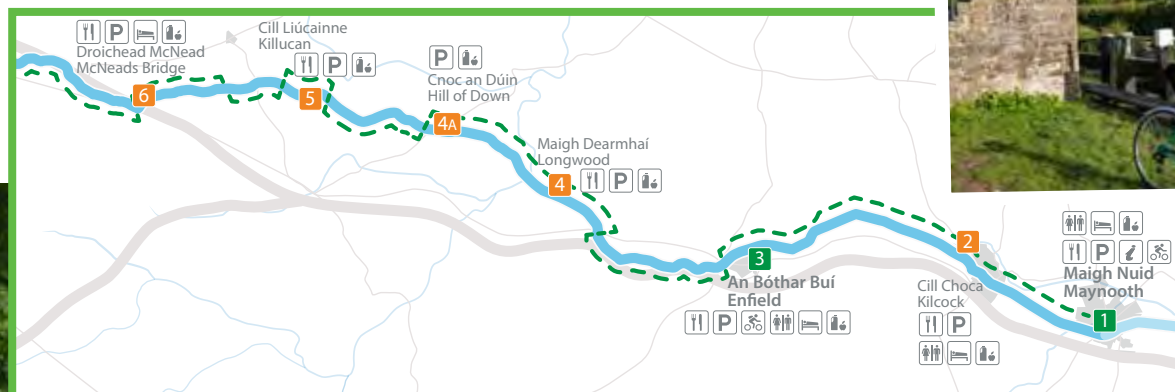 Droichead McNead
McNeads Bridge
6
Cill Liúcainne
Killucan
P
5
P
Cnoc an Dúin
Hill of Down
4A
Maigh Dearmhaí
Longwood
4
P
3
An Bóthar Buí
Enfield
P
2
Cill Choca
Kilcock
P
P i
Maigh Nuid
Maynooth
1
P